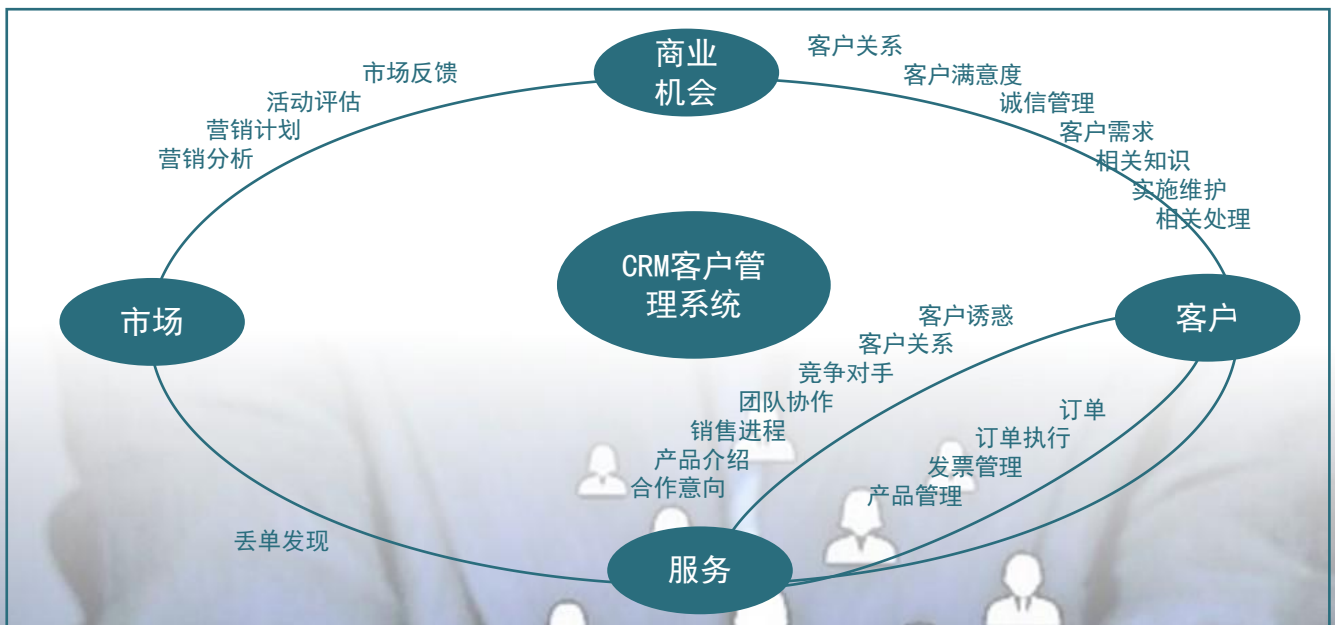 商业
机会
客户关系
市场反馈
客户满意度
活动评估
诚信管理
营销计划
客户需求
营销分析
相关知识
实施维护
相关处理
CRM客户管
理系统
市场
客户
客户诱惑
客户关系
竞争对手
团队协作
订单
销售进程
订单执行
产品介绍
发票管理
合作意向
产品管理
丢单发现
服务